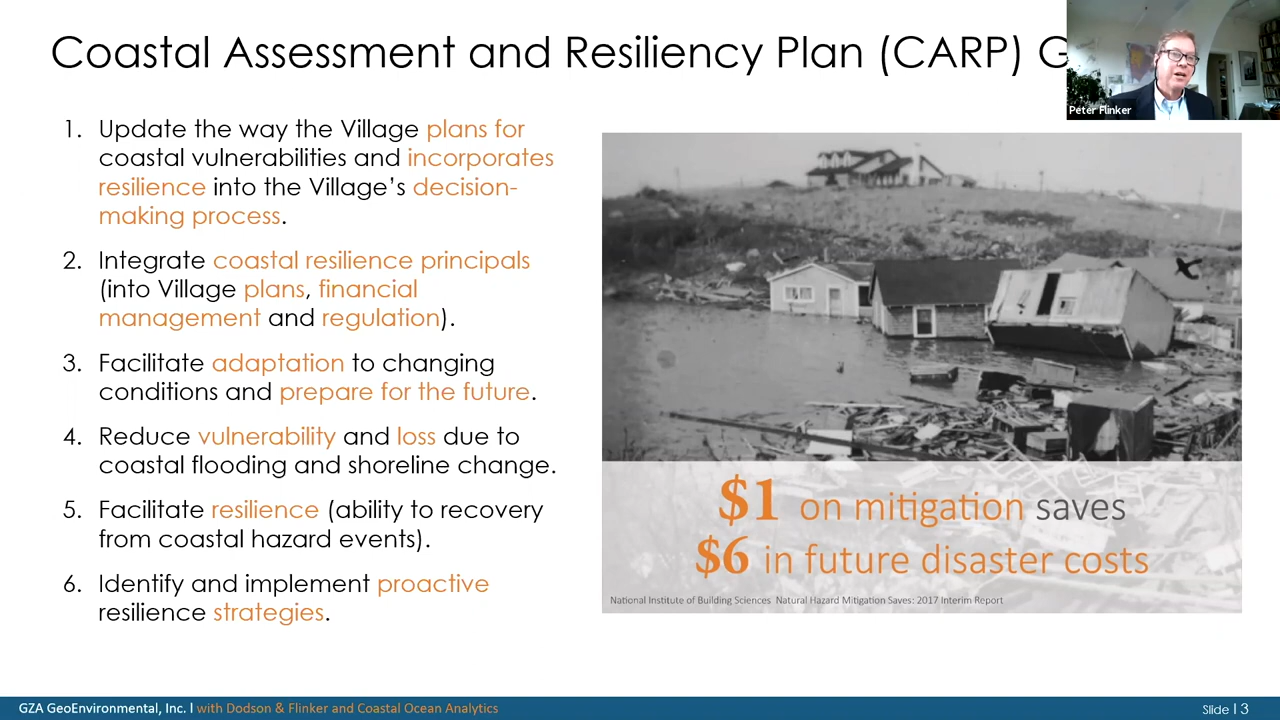 Coastal Assessment and Resiliency Plan (CARP) G
Peter Flinker
1. Update the way the Village plans for
coastal vulnerabilities and incorporates
resilience into the Village's decision-
making process.
2. Integrate coastal resilience principals
(into Village plans, financial
management and regulation).
3. Facilitate adaptation to changing
conditions and prepare for the future.
4. Reduce vulnerability and loss due to
coastal flooding and shoreline change.
5. Facilitate resilience (ability to recovery
from coastal hazard events).
6. Identify and implement proactive
resilience strategies.
$1 on mitigation saves
$6 in future disaster costs
National Institute of Building Sciences Natural Hazard Mitigation Saves: 2017 Interim Report
GZA GeoEnvironmental, Inc. I with Dodson & Flinker and Coastal Ocean Analytics
Slide I 3